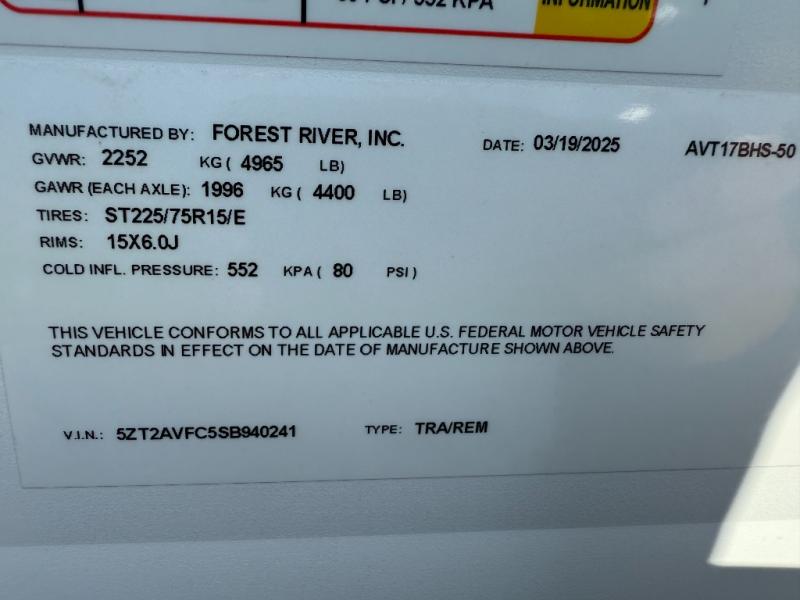 KPA
INFORMATION
MANUFACTURED BY: FOREST RIVER, INC. DATE: 03/19/2025 AVT17BHS-50
GVWR: 2252 KG ( 4965 LB)
GAWR (EACH AXLE): 1996 KG ( 4400 LB)
TIRES: ST225/75R15/E
RIMS: 15X6.0J
COLD INFL. PRESSURE: 552 KPA ( 80 PSI )
THIS VEHICLE CONFORMS TO ALL APPLICABLE U.S. FEDERAL MOTOR VEHICLE SAFETY
STANDARDS IN EFFECT ON THE DATE OF MANUFACTURE SHOWN ABOVE.
V.I.N.: 5ZT2AVFC5SB940241 TYPE: TRA/REM